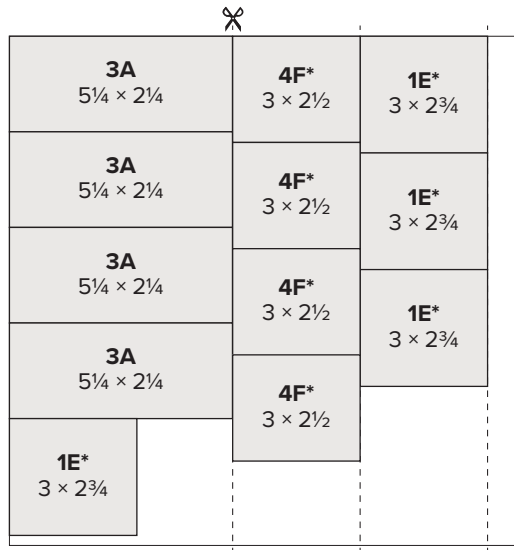 3A
5¼ × 2¼
3A
5¼ × 2¼
3A
5¼ × 2¼
3A
5¼ × 2¼
1E*
3 × 2¾
4F*
3 × 2½
4F*
3 × 2½
4F*
3 × 2½
4F*
3 × 2½
1E*
3 × 2¾
1E*
3 × 2¾
1E*
3 × 2¾